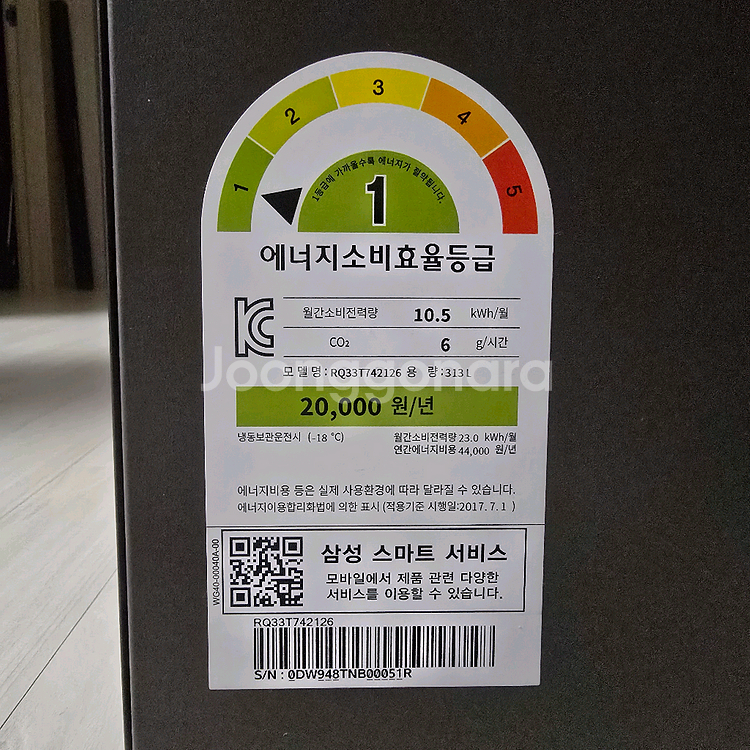 1
2
3
4
5
1등급에 가까울수록 에너지가 절약됩니다.
1
에너지소비효율등급
월간소비전력량 10.5 kWh/월
CO₂ 6 g/시간
모델명:RQ33T742126 용 량:313L
Joonggonara
20,000 원/년
냉동보관운전시 (-18 ℃) 월간소비전력량 23.0 kWh/월
연간에너지비용 44,000 원/년
에너지비용 등은 실제 사용환경에 따라 달라질 수 있습니다.
에너지이용합리화법에 의한 표시 (적용기준 시행일:2017.7.1 )
WG40-00040A-00
삼성 스마트 서비스
모바일에서 제품 관련 다양한
서비스를 이용할 수 있습니다.
RQ33T742126
S/N : 0DW948TNB00051R